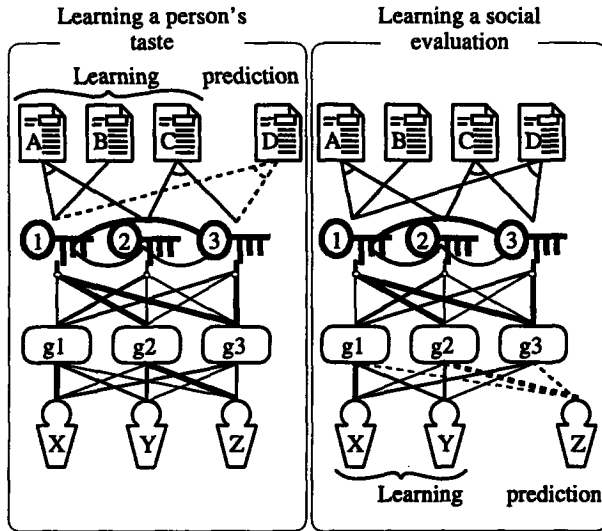 Learning a person's
taste
Learning a social
evaluation
Learning prediction
A B C D
A B C D
1 2 3
1 2 3
g1 g2 g3
g1 g2 g3
X Y Z
X Y Z
Learning prediction